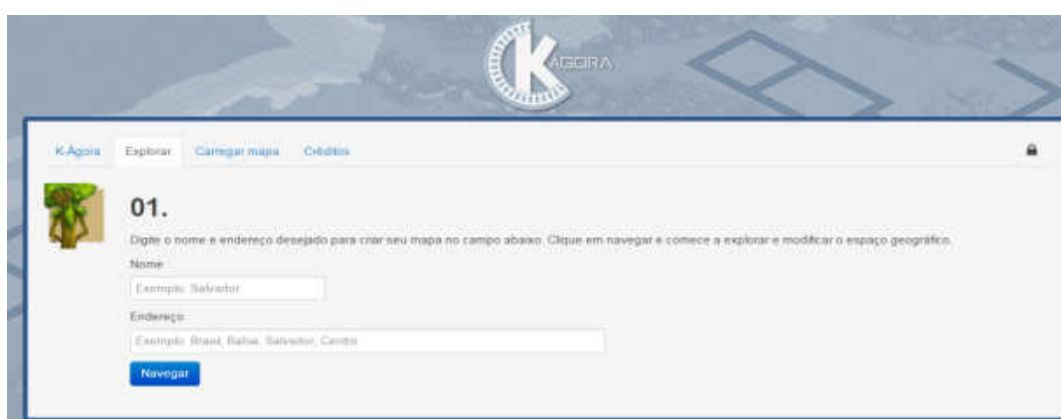 K ÁGORA
K-Ágora Explorar Carregar mapa Créditos
01.
Digite o nome e endereço desejado para criar seu mapa no campo abaixo. Clique em navegar e comece a explorar e modificar o espaço geográfico.
Nome
Exemplo: Salvador
Endereço
Exemplo: Brasil, Bahia, Salvador, Centro
Navegar